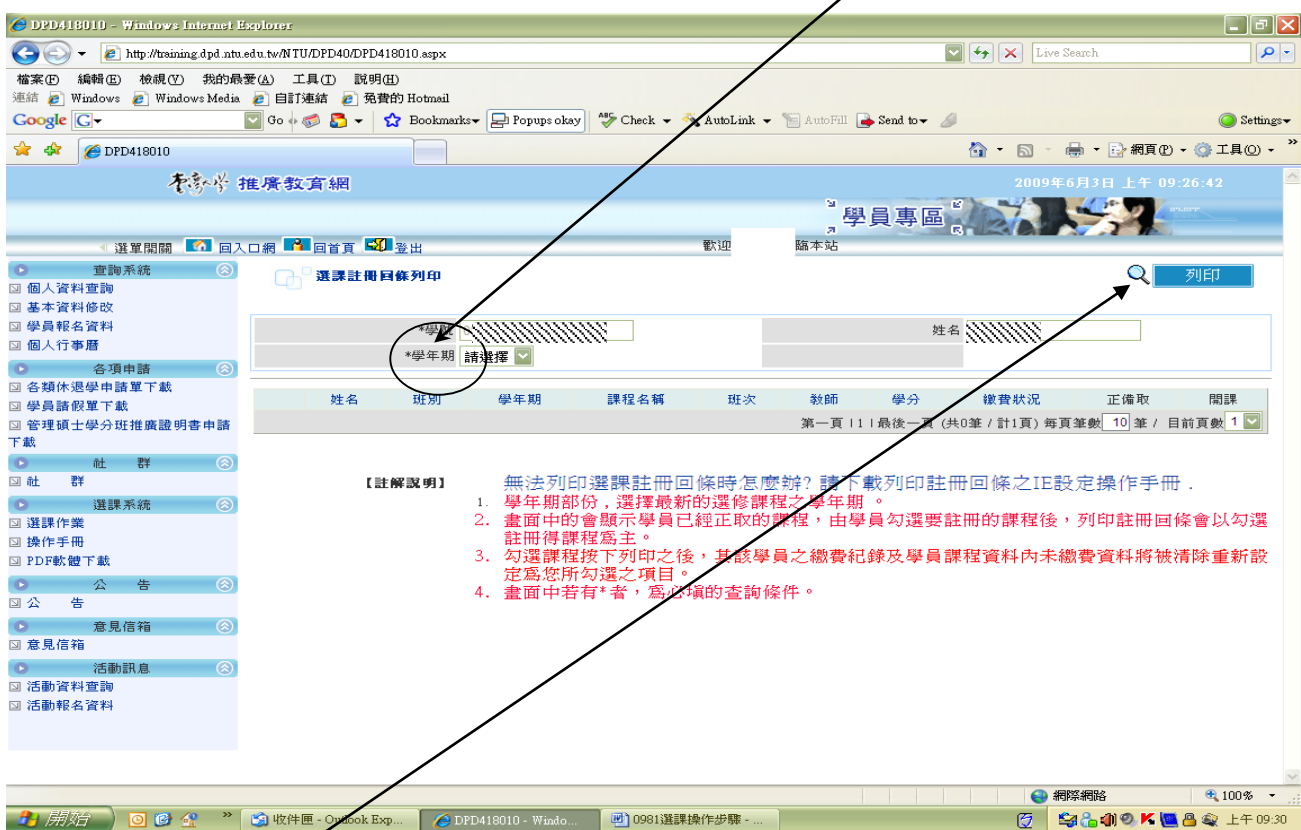 DPD418010 - Windows Internet Explorer
http://training.dpd.ntu.edu.tw/NTU/DPD40/DPD418010.aspx
Live Search
檔案(F) 編輯(E) 檢視(V) 我的最愛(A) 工具(T) 說明(H)
連結 Windows Windows Media 自訂連結 免費的 Hotmail
Google G Go Bookmarks Popups okay Check AutoLink AutoFill Send to Settings
DPD418010 網頁(P) 工具(O)
推廣教育網
2009年6月3日 上午 09:26:42
學員專區
選單開關 回入口網 回首頁 登出 歡迎 臨本站
查詢系統
個人資料查詢
基本資料修改
學員報名資料
個人行事曆
各項申請
各類休退學申請單下載
學員請假單下載
管理碩士學分班推廣證明書申請
下載
社 群
社 群
選課系統
選課作業
操作手冊
PDF軟體下載
公 告
公 告
意見信箱
意見信箱
活動訊息
活動資料查詢
活動報名資料
選課註冊回條列印
列印
*學號 姓名
*學年期 請選擇
姓名 班別 學年期 課程名稱 班次 教師 學分 繳費狀況 正備取 開課
第一頁 | 1 | 最後一頁 (共0筆 / 計1頁) 每頁筆數 10 筆 / 目前頁數 1
【註解說明】 無法列印選課註冊回條時怎麼辦? 請下載列印註冊回條之IE設定操作手冊 .
1. 學年期部份 , 選擇最新的選修課程之學年期 。
2. 畫面中的會顯示學員已經正取的課程，由學員勾選要註冊的課程後，列印註冊回條會以勾選
註冊得課程為主。
3. 勾選課程按下列印之後，其該學員之繳費紀錄及學員課程資料內未繳費資料將被清除重新設
定為您所勾選之項目。
4. 畫面中若有*者，為必填的查詢條件。
網際網路 100%
開始 收件匣 - Outlook Exp... DPD418010 - Windo... 0981選課操作步驟 - ... 上午 09:30